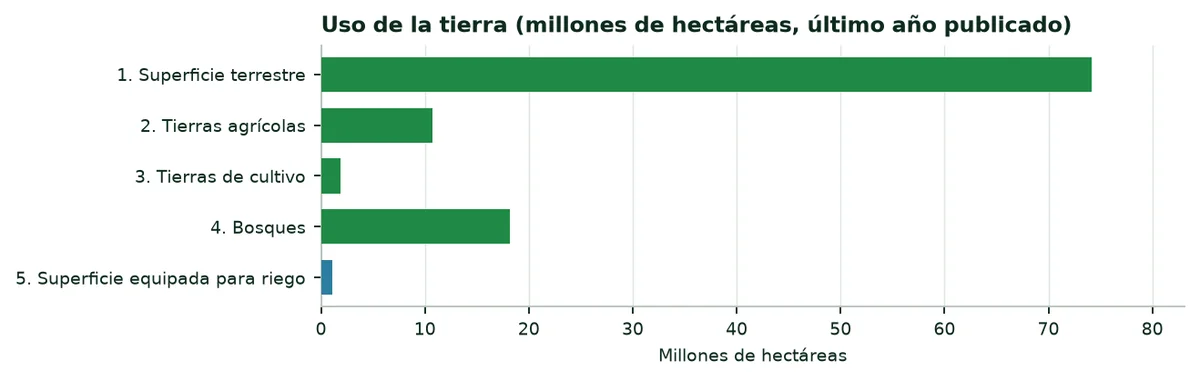 Uso de la tierra (millones de hectáreas, último año publicado)
1. Superficie terrestre
2. Tierras agrícolas
3. Tierras de cultivo
4. Bosques
5. Superficie equipada para riego
0 10 20 30 40 50 60 70 80
Millones de hectáreas